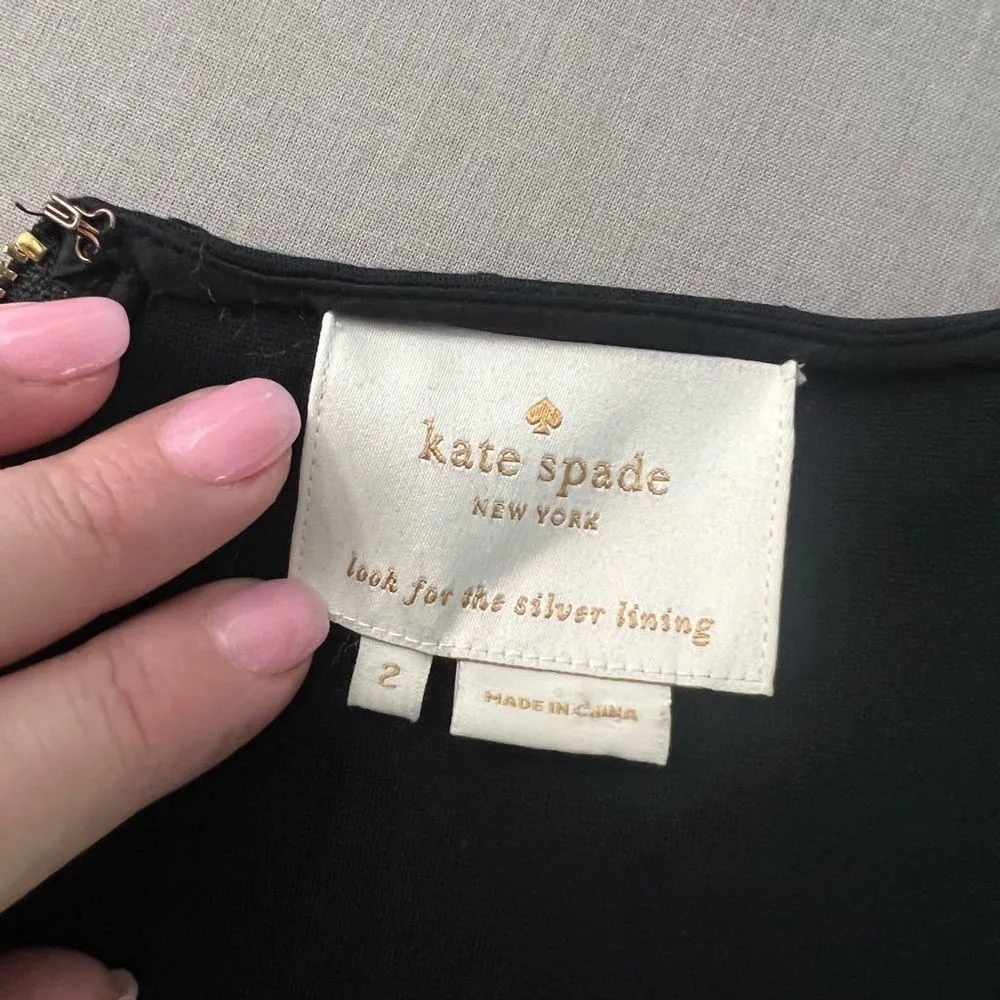 kate spade
NEW YORK
look for the silver lining
2
MADE IN CHINA